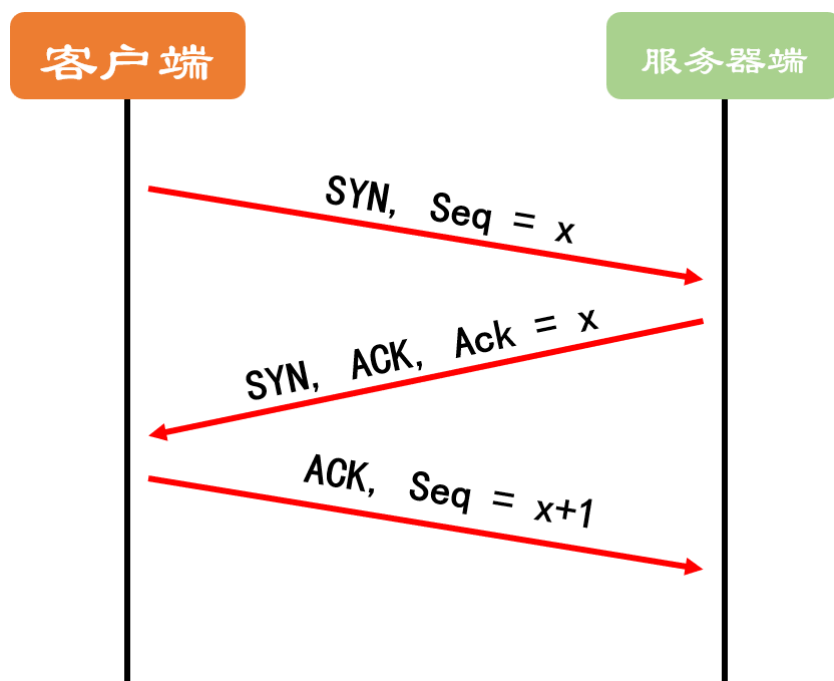 客户端
服务器端
SYN, Seq = x
SYN, ACK, Ack = x
ACK, Seq = x+1